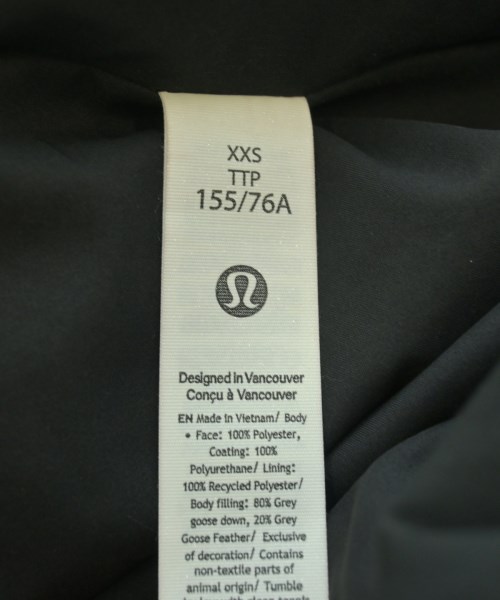 XXS
TTP
155/76A
Designed in Vancouver
Conçu à Vancouver
EN Made in Vietnam/ Body
• Face: 100% Polyester,
Coating: 100%
Polyurethane/ Lining:
100% Recycled Polyester/
Body filling: 80% Grey
goose down, 20% Grey
Goose Feather/ Exclusive
of decoration/ Contains
non-textile parts of
animal origin/ Tumble